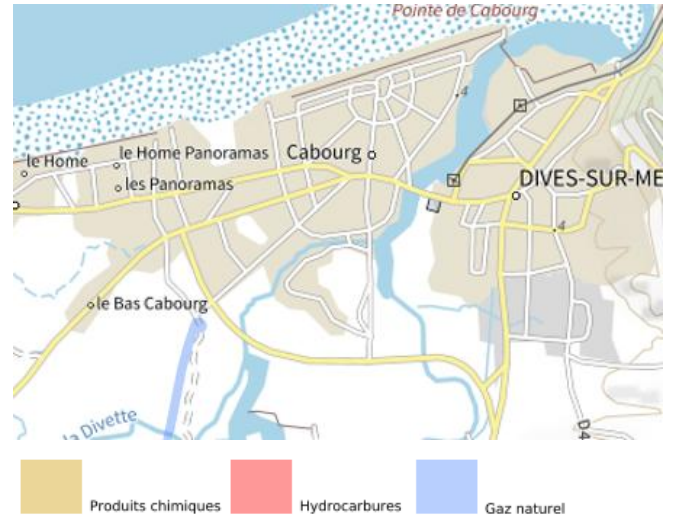 Pointe de Cabourg
4
le Home
le Home Panoramas
Cabourg
les Panoramas
DIVES-SUR-ME
4
le Bas Cabourg
la Divette
D4
Produits chimiques
Hydrocarbures
Gaz naturel